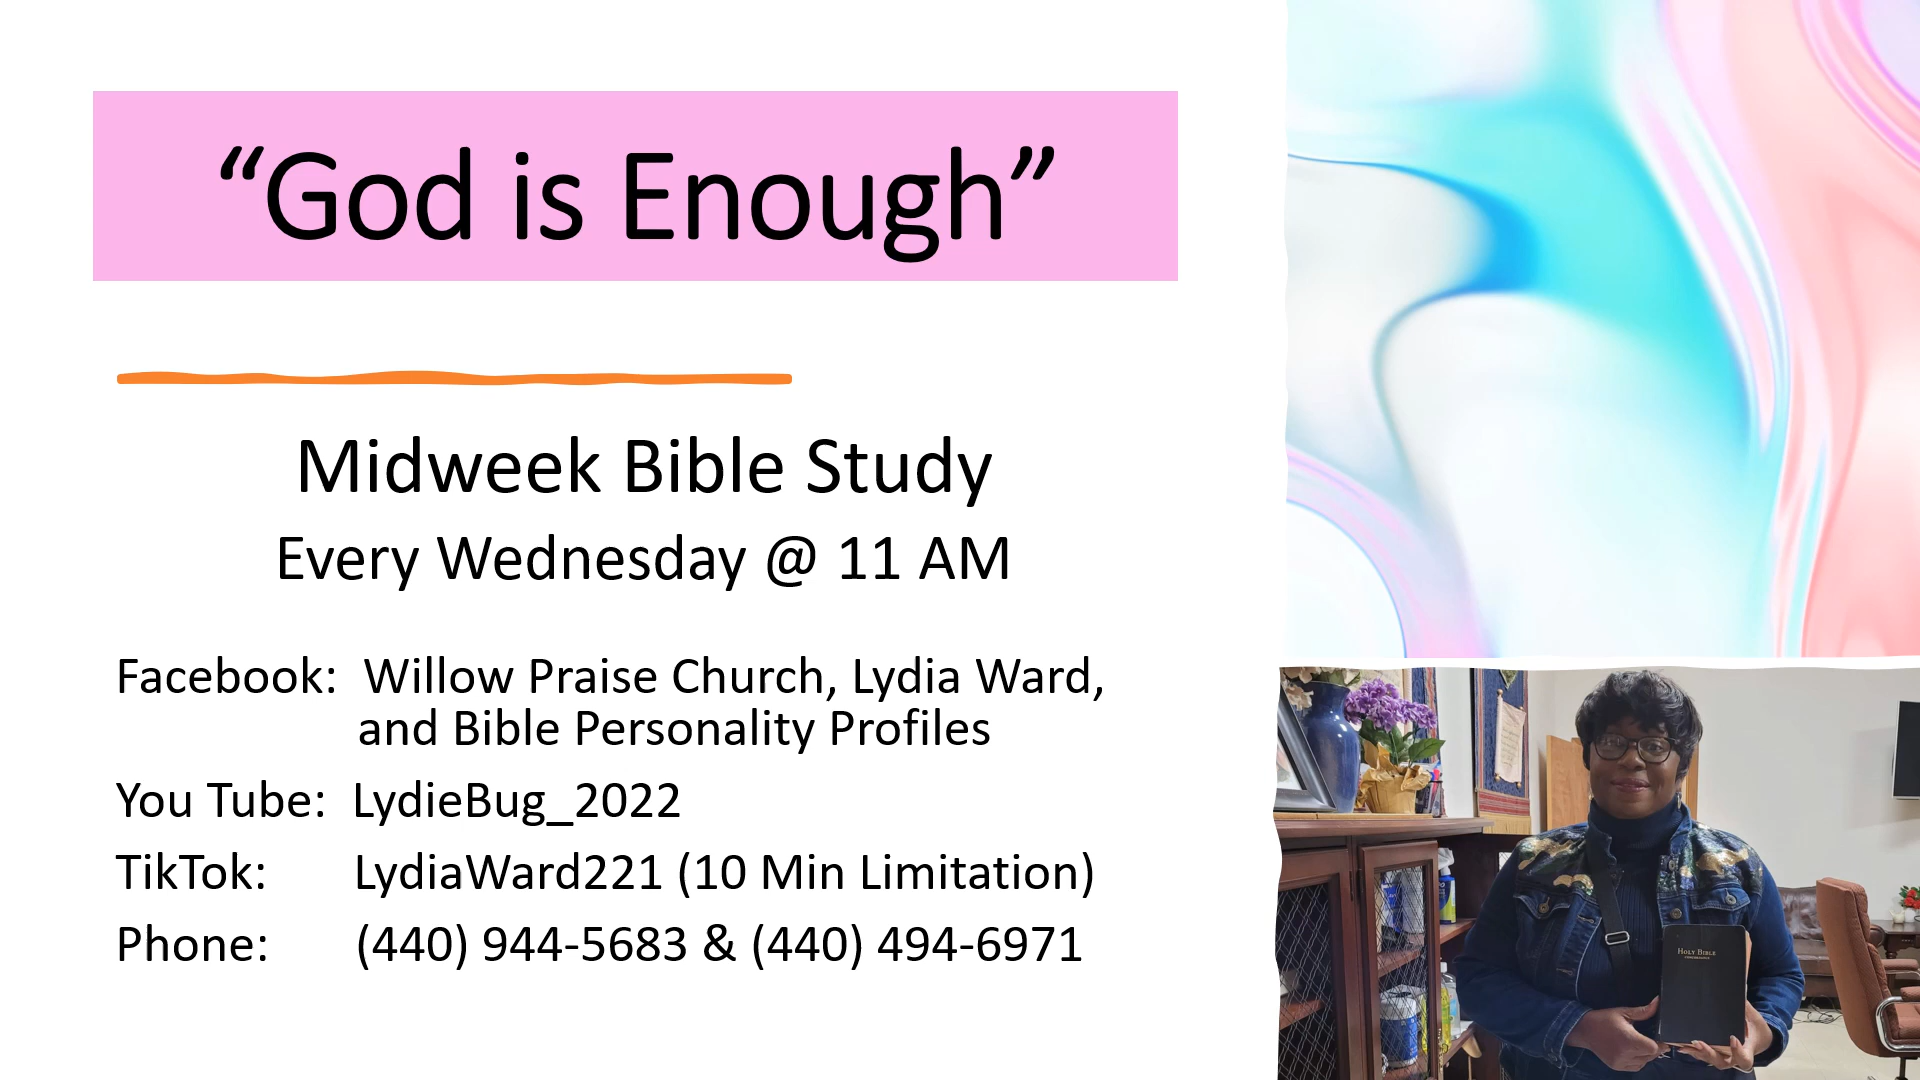 “God is Enough”
Midweek Bible Study
Every Wednesday @ 11 AM
Facebook: Willow Praise Church, Lydia Ward,
and Bible Personality Profiles
You Tube: LydieBug_2022
TikTok: LydiaWard221 (10 Min Limitation)
Phone: (440) 944-5683 & (440) 494-6971
HOLY BIBLE